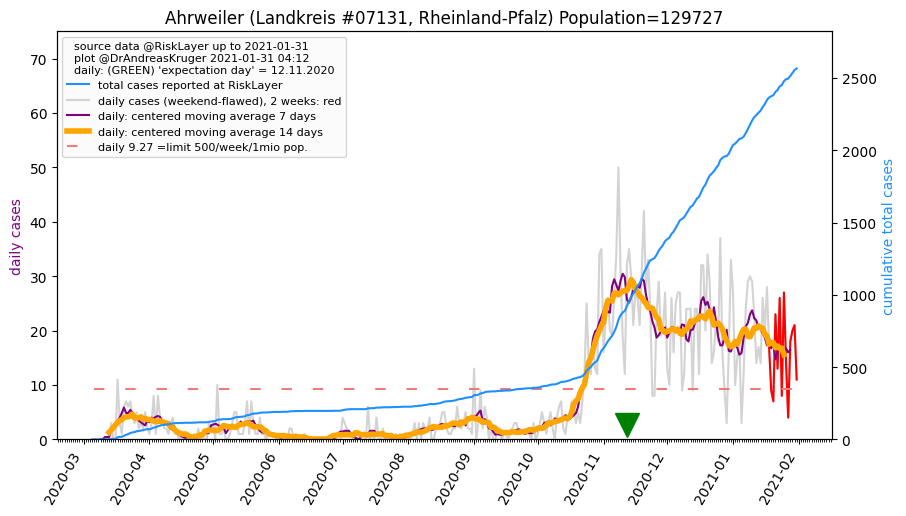 Ahrweiler (Landkreis #07131, Rheinland-Pfalz) Population=129727
source data @RiskLayer up to 2021-01-31
plot @DrAndreasKruger 2021-01-31 04:12
daily: (GREEN) 'expectation day' = 12.11.2020
total cases reported at RiskLayer
daily cases (weekend-flawed), 2 weeks: red
daily: centered moving average 7 days
daily: centered moving average 14 days
daily 9.27 =limit 500/week/1mio pop.
daily cases
70
60
50
40
30
20
10
0
cumulative total cases
2500
2000
1500
1000
500
0
2020-03
2020-04
2020-05
2020-06
2020-07
2020-08
2020-09
2020-10
2020-11
2020-12
2021-01
2021-02